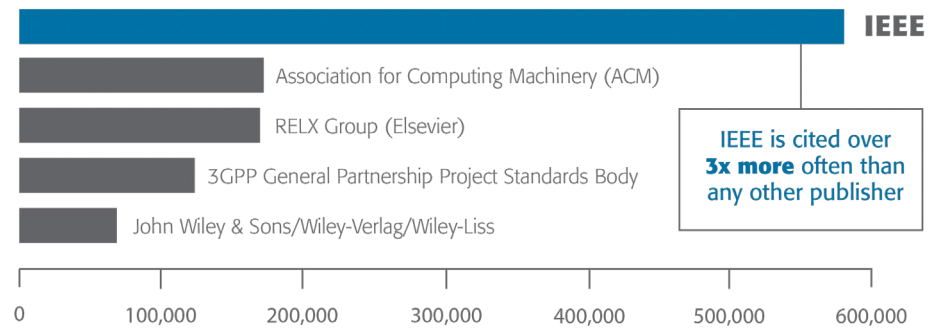 IEEE
Association for Computing Machinery (ACM)
RELX Group (Elsevier)
3GPP General Partnership Project Standards Body
John Wiley & Sons/Wiley-Verlag/Wiley-Liss
IEEE is cited over
3x more often than
any other publisher
0 100,000 200,000 300,000 400,000 500,000 600,000